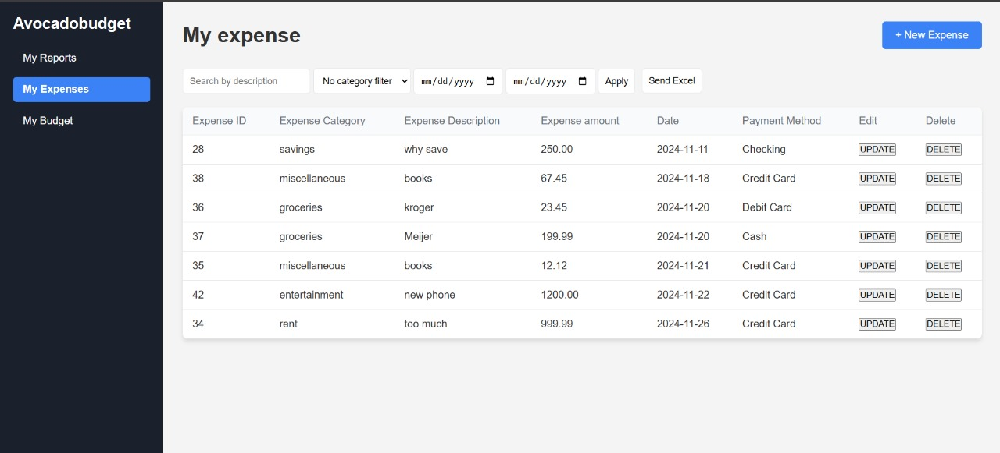 Avocadobudget
My Reports
My Expenses
My Budget
My expense
+ New Expense
Search by description No category filter mm/dd/yyyy mm/dd/yyyy Apply Send Excel
Expense ID Expense Category Expense Description Expense amount Date Payment Method Edit Delete
28 savings why save 250.00 2024-11-11 Checking UPDATE DELETE
38 miscellaneous books 67.45 2024-11-18 Credit Card UPDATE DELETE
36 groceries kroger 23.45 2024-11-20 Debit Card UPDATE DELETE
37 groceries Meijer 199.99 2024-11-20 Cash UPDATE DELETE
35 miscellaneous books 12.12 2024-11-21 Credit Card UPDATE DELETE
42 entertainment new phone 1200.00 2024-11-22 Credit Card UPDATE DELETE
34 rent too much 999.99 2024-11-26 Credit Card UPDATE DELETE